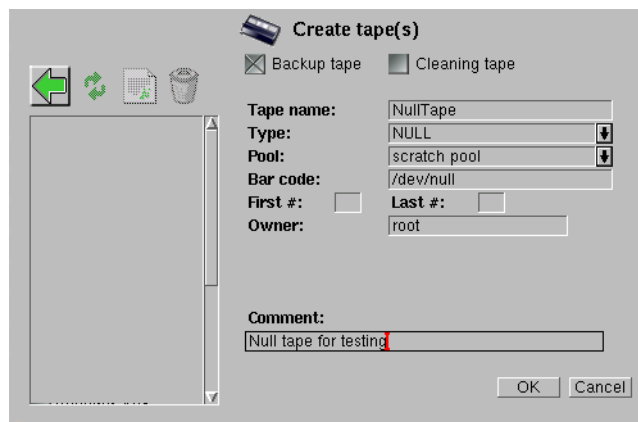 Create tape(s)
Backup tape Cleaning tape
Tape name: NullTape
Type: NULL
Pool: scratch pool
Bar code: /dev/null
First #: Last #:
Owner: root
Comment:
Null tape for testing
OK Cancel